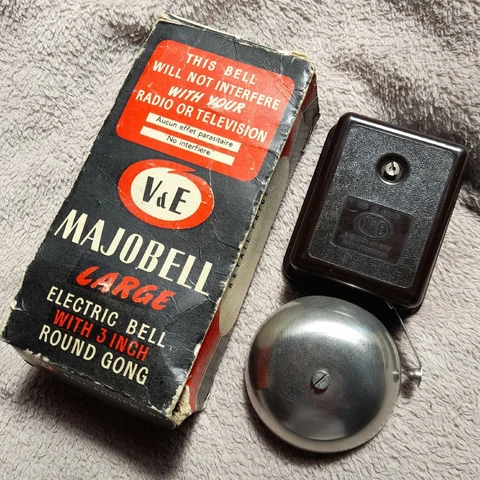 THIS BELL
WILL NOT INTERFERE
WITH YOUR
RADIO OR TELEVISION
Aucun effet parasitaire
No interfiere
V&E
MAJOBELL
LARGE
ELECTRIC BELL
WITH 3 INCH
ROUND GONG
V&E